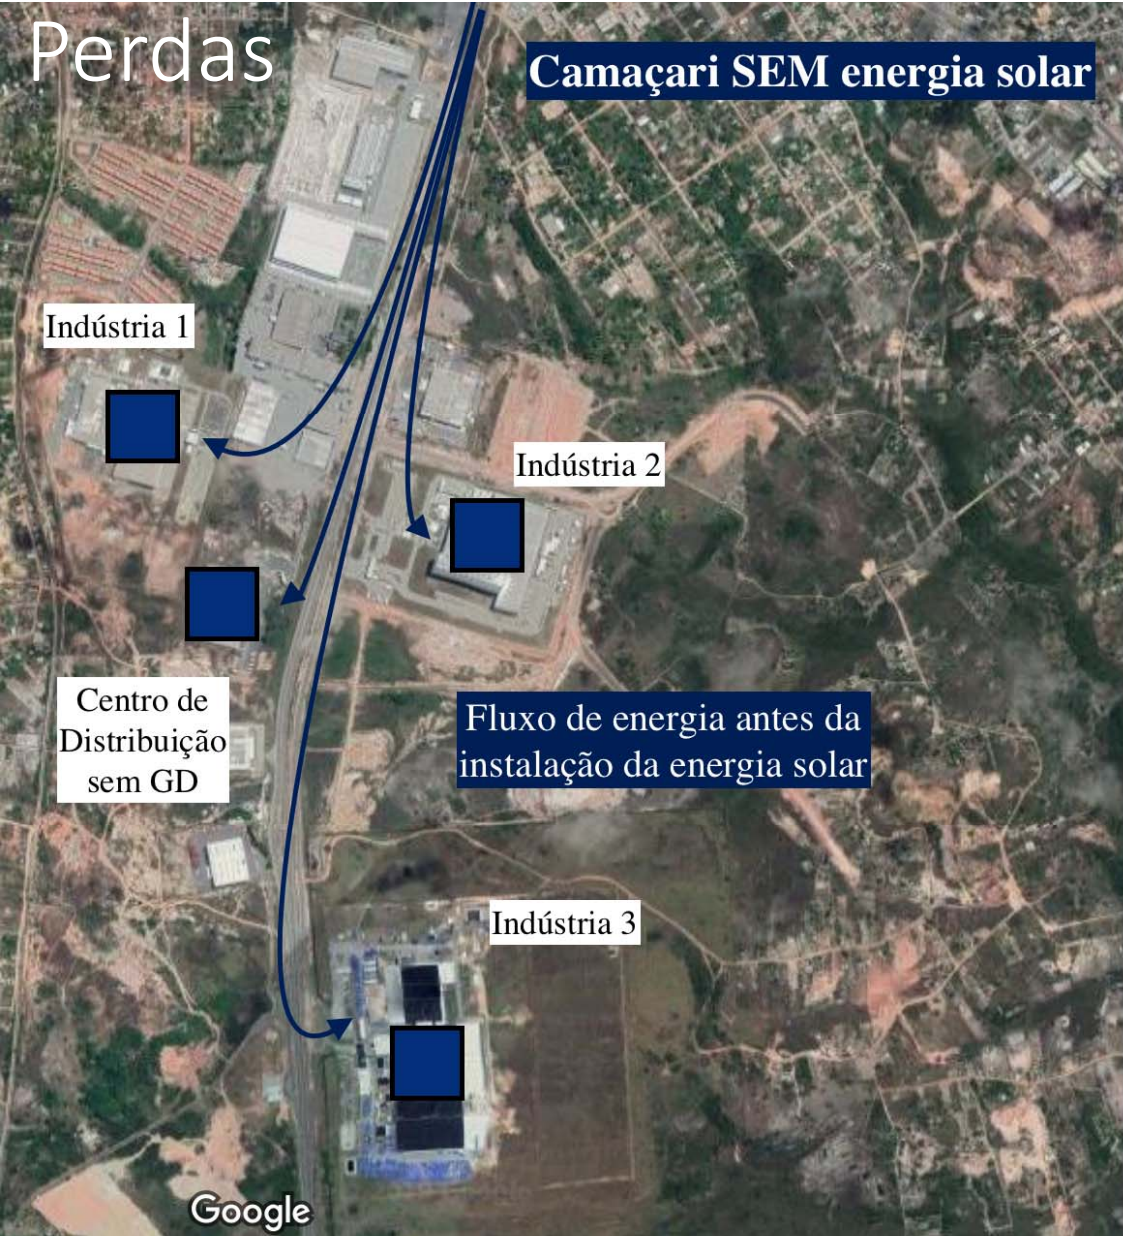 Perdas
Camaçari SEM energia solar
Indústria 1
Indústria 2
Centro de
Distribuição
sem GD
Fluxo de energia antes da
instalação da energia solar
Indústria 3
Google